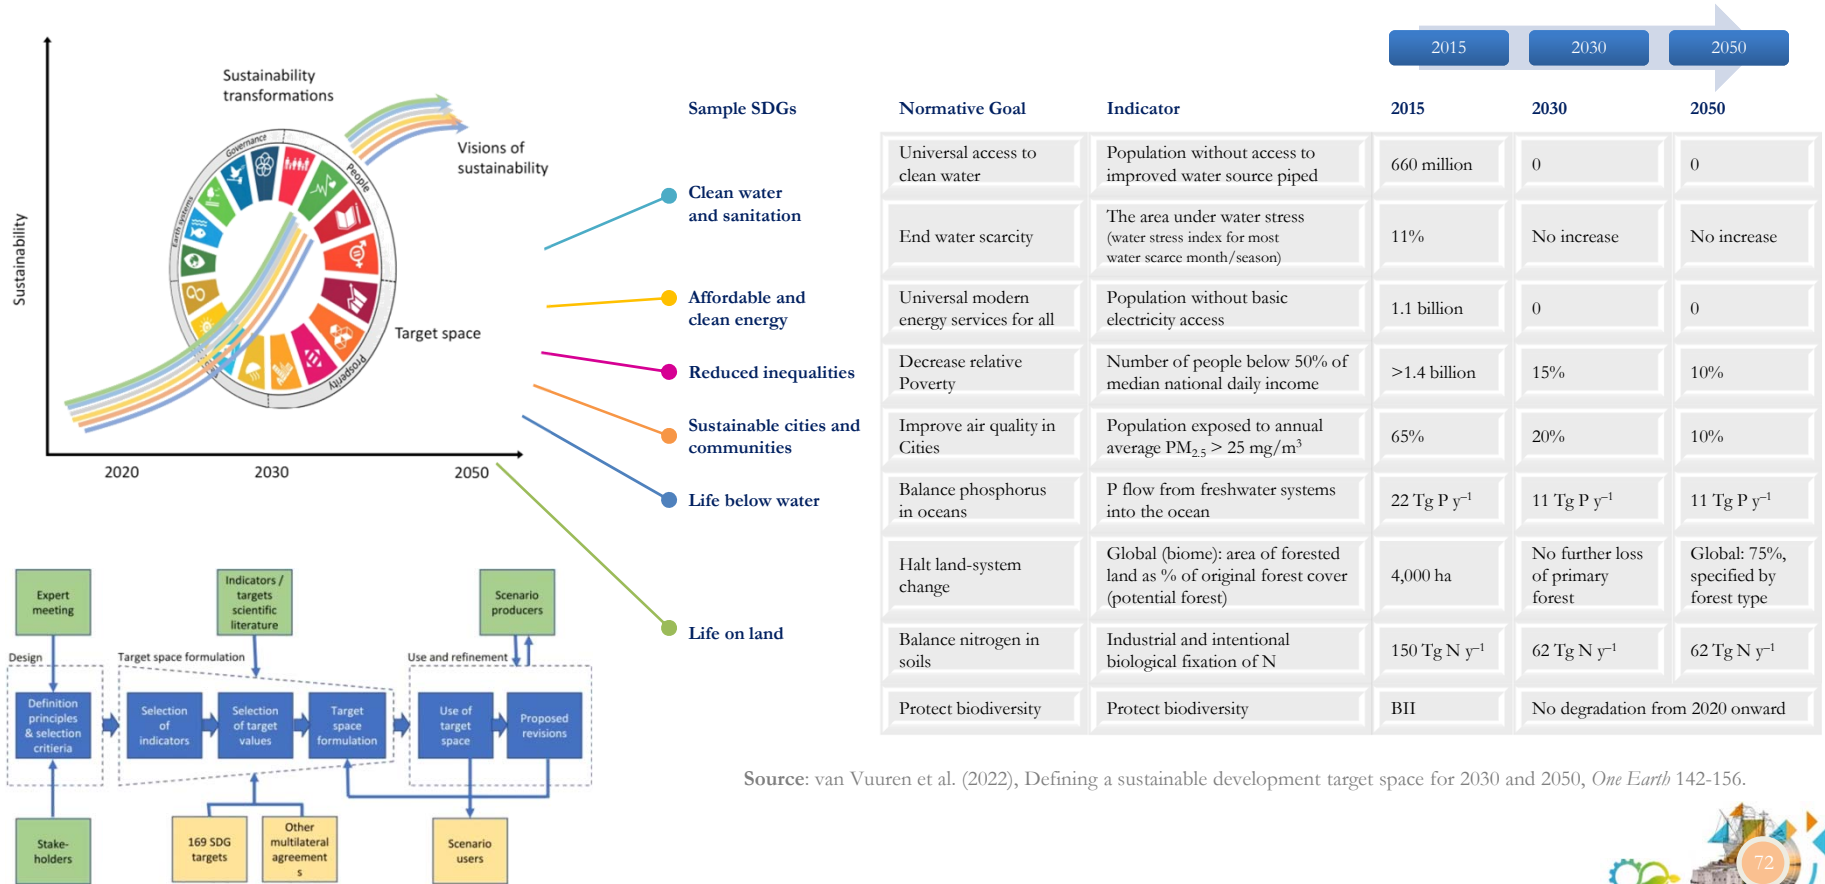 Sustainability
transformations
Visions of
sustainability
Governance
People
Earth systems
Prosperity
Target space
Sustainability
2020
2030
2050
Expert
meeting
Indicators /
targets
scientific
literature
Scenario
producers
Design
Target space formulation
Use and refinement
Definition
principles
& selection
critieria
Selection
of
indicators
Selection
of target
values
Target
space
formulation
Use of
target
space
Proposed
revisions
Stake-
holders
169 SDG
targets
Other
multilateral
agreement
s
Scenario
users
2015
2030
2050
Sample SDGs
Normative Goal
Indicator
2015
2030
2050
Clean water
and sanitation
Affordable and
clean energy
Reduced inequalities
Sustainable cities and
communities
Life below water
Life on land
Universal access to
clean water
Population without access to
improved water source piped
660 million
0
0
End water scarcity
The area under water stress
(water stress index for most
water scarce month/season)
11%
No increase
No increase
Universal modern
energy services for all
Population without basic
electricity access
1.1 billion
0
0
Decrease relative
Poverty
Number of people below 50% of
median national daily income
>1.4 billion
15%
10%
Improve air quality in
Cities
Population exposed to annual
average PM₂.₅ > 25 mg/m³
65%
20%
10%
Balance phosphorus
in oceans
P flow from freshwater systems
into the ocean
22 Tg P y⁻¹
11 Tg P y⁻¹
11 Tg P y⁻¹
Halt land-system
change
Global (biome): area of forested
land as % of original forest cover
(potential forest)
4,000 ha
No further loss
of primary
forest
Global: 75%,
specified by
forest type
Balance nitrogen in
soils
Industrial and intentional
biological fixation of N
150 Tg N y⁻¹
62 Tg N y⁻¹
62 Tg N y⁻¹
Protect biodiversity
Protect biodiversity
BII
No degradation from 2020 onward
Source: van Vuuren et al. (2022), Defining a sustainable development target space for 2030 and 2050, One Earth 142-156.
72